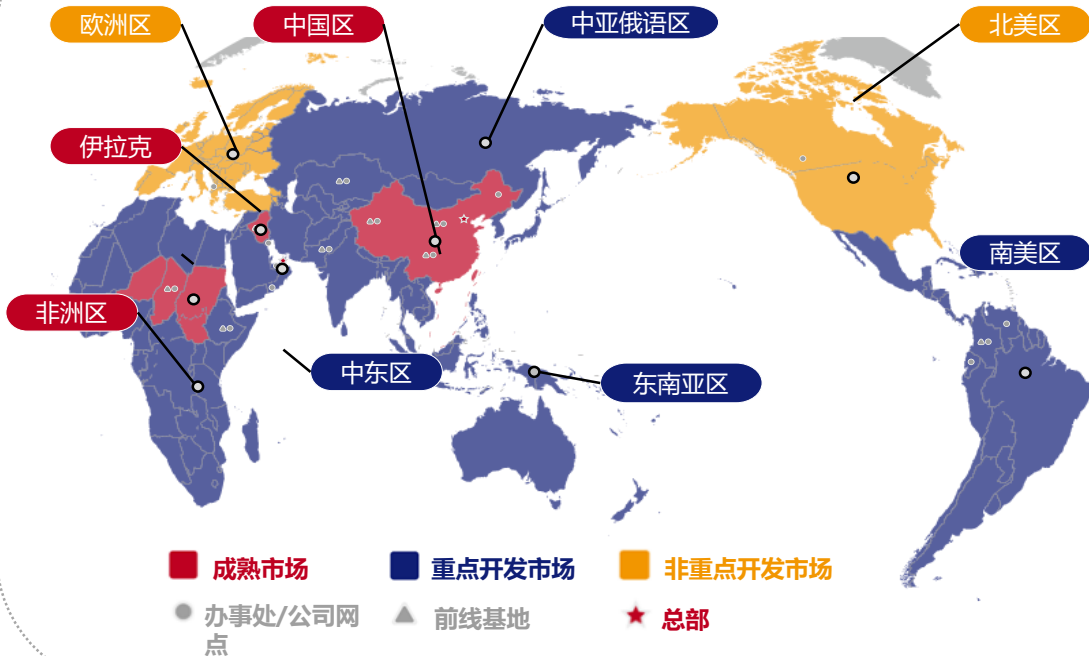 欧洲区
中国区
中亚俄语区
北美区
伊拉克
南美区
非洲区
中东区
东南亚区
成熟市场
重点开发市场
非重点开发市场
办事处/公司网
点
前线基地
总部